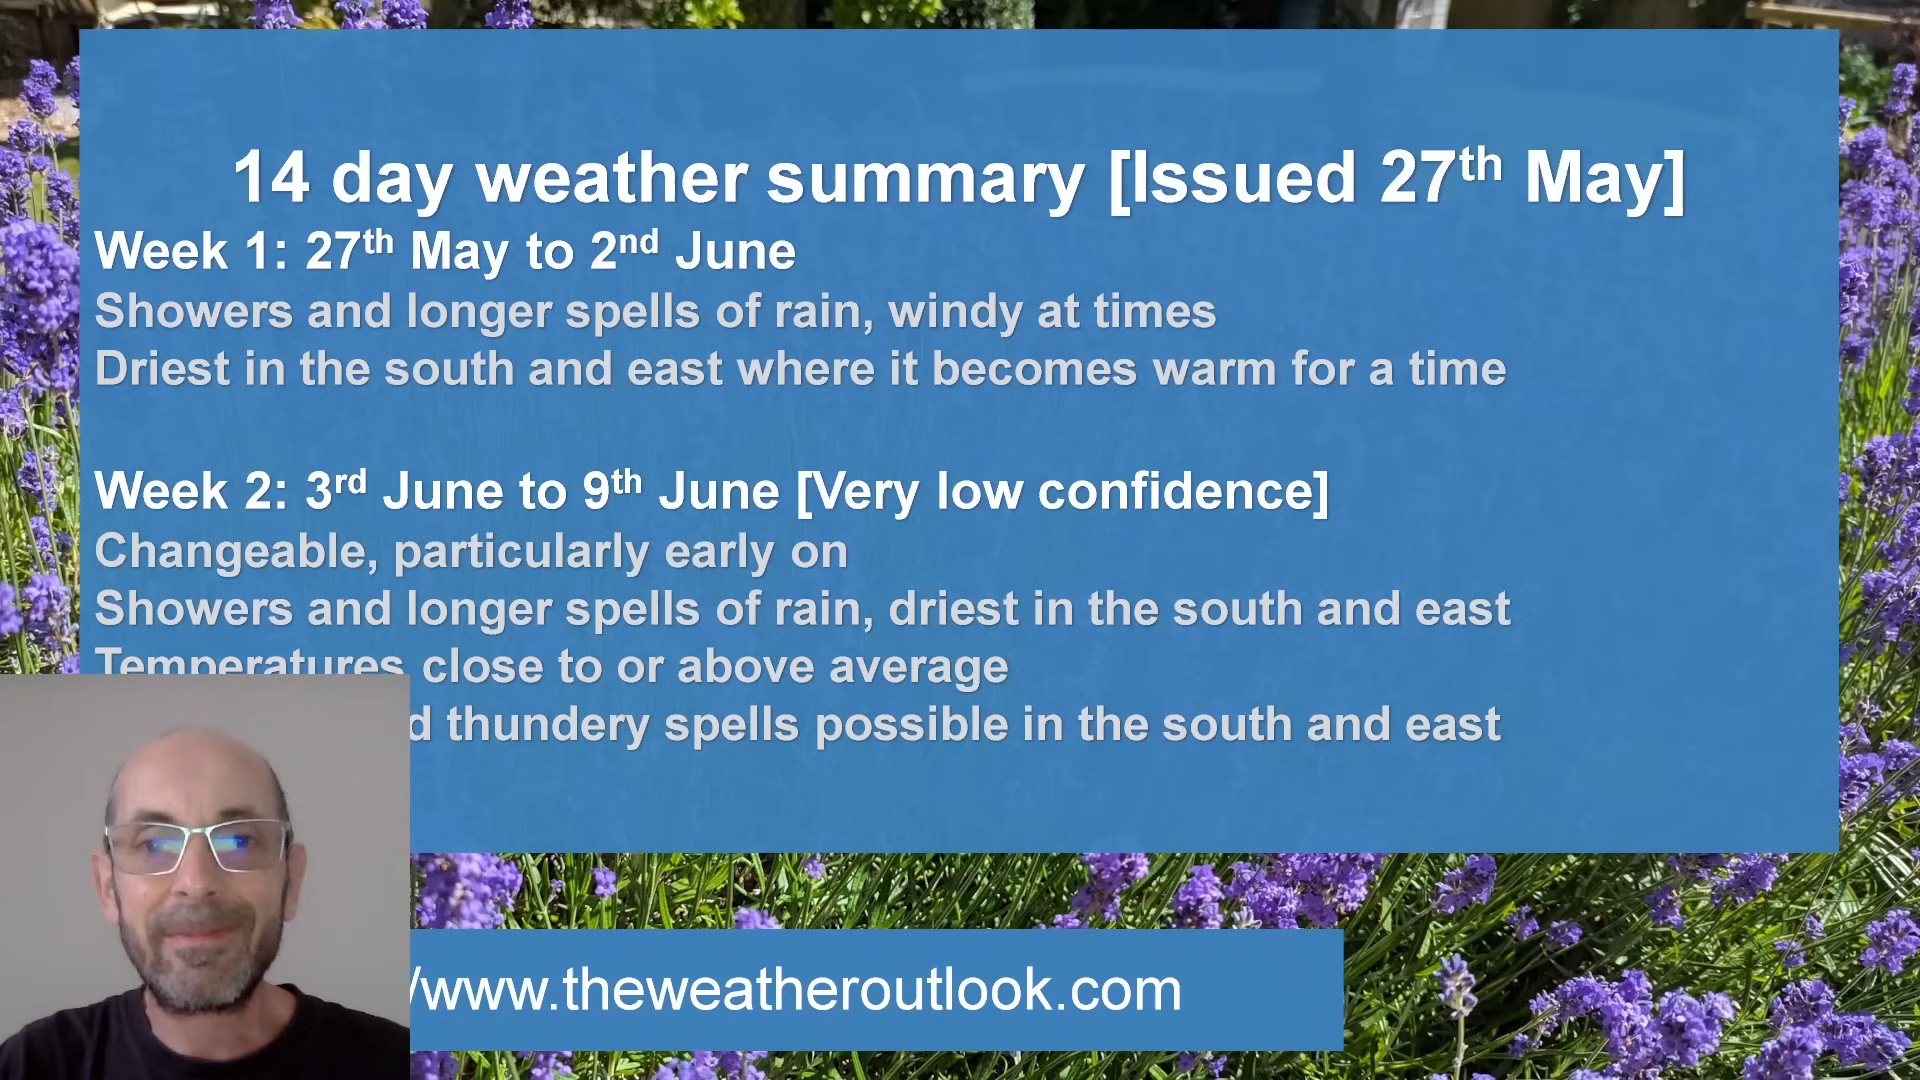 14 day weather summary [Issued 27th May]
Week 1: 27th May to 2nd June
Showers and longer spells of rain, windy at times
Driest in the south and east where it becomes warm for a time
Week 2: 3rd June to 9th June [Very low confidence]
Changeable, particularly early on
Showers and longer spells of rain, driest in the south and east
Temperatures close to or above average
thundery spells possible in the south and east
/www.theweatheroutlook.com